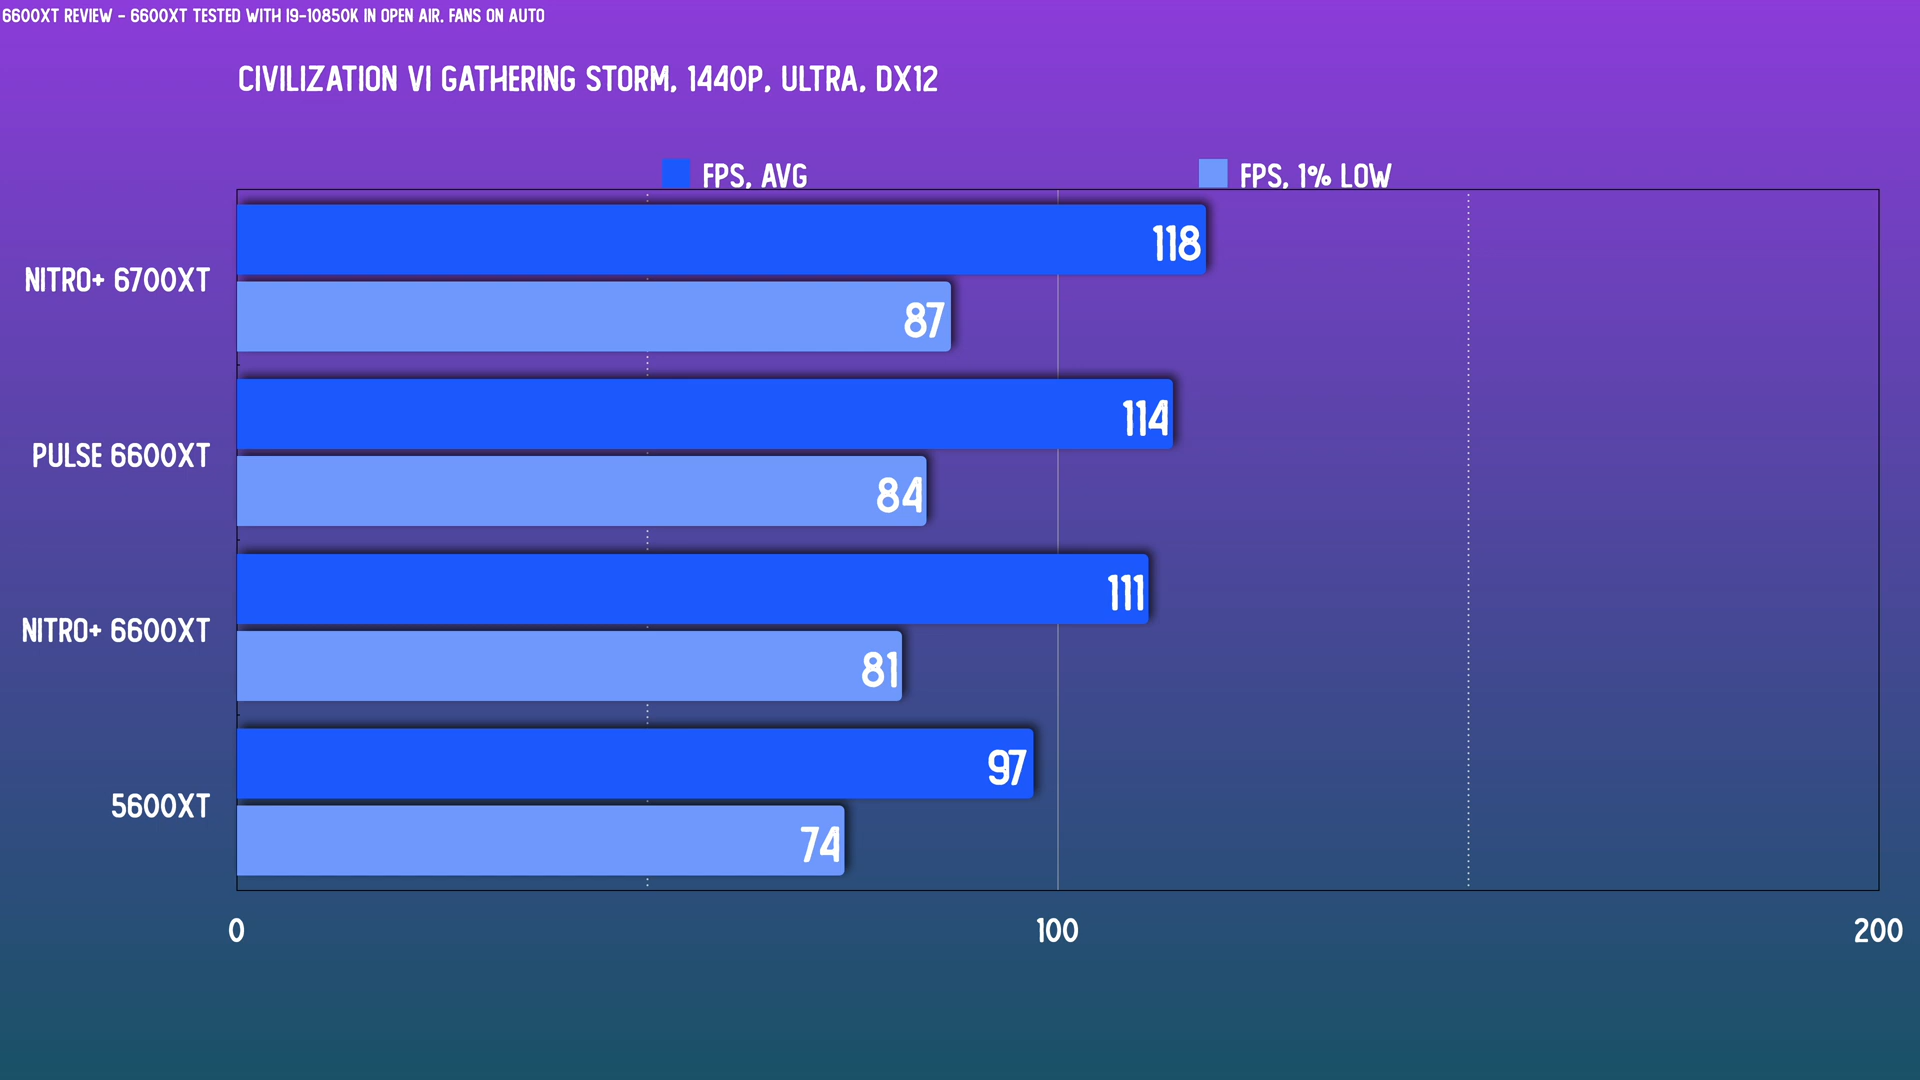 6600XT REVIEW - 6600XT TESTED WITH I9-10850K IN OPEN AIR. FANS ON AUTO
CIVILIZATION VI GATHERING STORM, 1440P, ULTRA, DX12
FPS, AVG
FPS, 1% LOW
NITRO+ 6700XT
118
87
PULSE 6600XT
114
84
NITRO+ 6600XT
111
81
5600XT
97
74
0
100
200